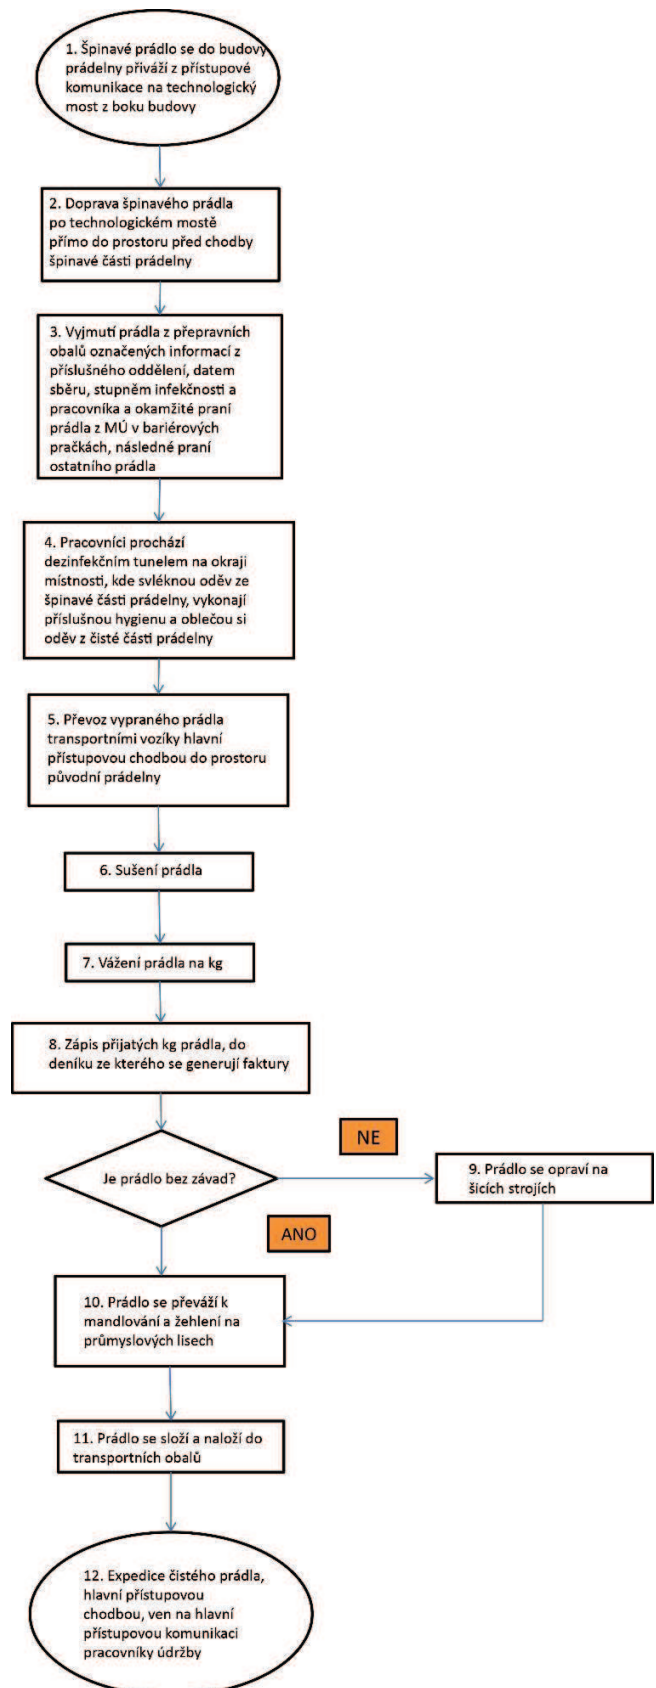 1. Špinavé prádlo se do budovy
prádelny přiváží z přístupové
komunikace na technologický
most z boku budovy
2. Doprava špinavého prádla
po technologickém mostě
přímo do prostoru před chodby
špinavé části prádelny
3. Vyjmutí prádla z přepravních
obalů označených informací z
příslušného oddělení, datem
sběru, stupněm infekčnosti a
pracovníka a okamžité praní
prádla z MÚ v bariérových
pračkách, následné praní
ostatního prádla
4. Pracovníci prochází
dezinfekčním tunelem na okraji
místnosti, kde svléknou oděv ze
špinavé části prádelny, vykonají
příslušnou hygienu a oblečou si
oděv z čisté části prádelny
5. Převoz vypraného prádla
transportními vozíky hlavní
přístupovou chodbou do prostoru
původní prádelny
6. Sušení prádla
7. Vážení prádla na kg
8. Zápis přijatých kg prádla, do
deníku ze kterého se generují faktury
Je prádlo bez závad?
NE
9. Prádlo se opraví na
šicích strojích
ANO
10. Prádlo se převáží k
mandlování a žehlení na
průmyslových lisech
11. Prádlo se složí a naloží do
transportních obalů
12. Expedice čistého prádla,
hlavní přístupovou
chodbou, ven na hlavní
přístupovou komunikaci
pracovníky údržby